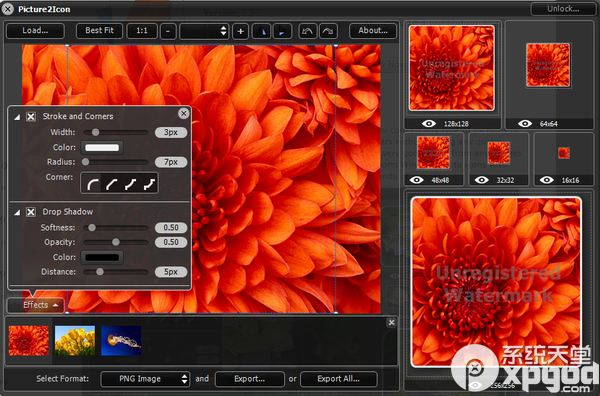 Picture2Icon
Unlock...
Load...
Best Fit
1:1
-
+
About...
Stroke and Corners
Width:
3px
Color:
Radius:
7px
Corner:
Drop Shadow
Softness:
0.50
Opacity:
0.50
Color:
Distance:
5px
Effects
Select Format:
PNG Image
and
Export...
or
Export All...
Unregistered
Watermark
128x128
64x64
48x48
32x32
16x16
Unregistered
Watermark
256x256
系统天堂
xpgod.com